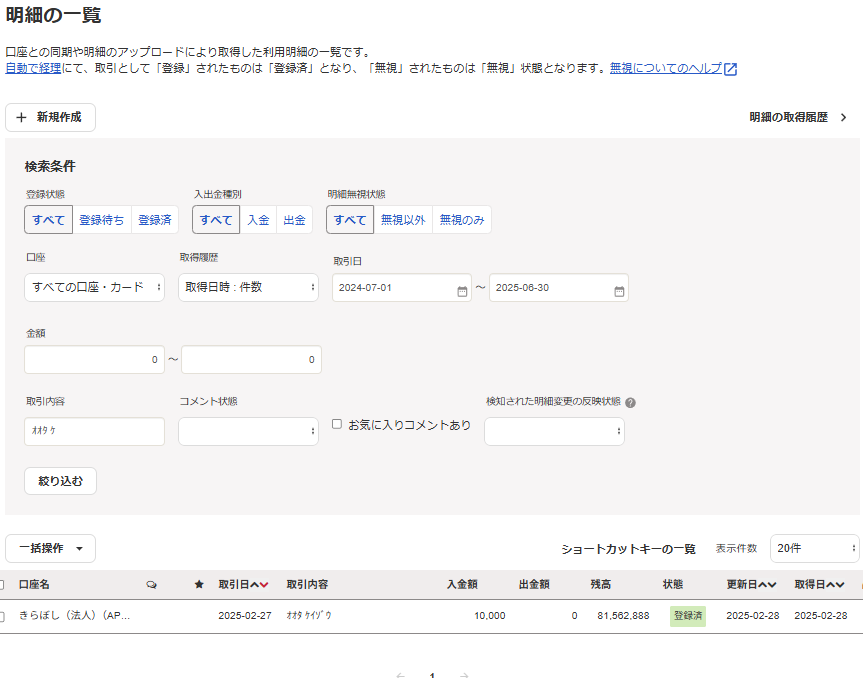 明細の一覧
口座との同期や明細のアップロードにより取得した利用明細の一覧です。
自動で経理にて、取引として「登録」されたものは「登録済」となり、「無視」されたものは「無視」状態となります。無視についてのヘルプ
+ 新規作成 明細の取得履歴
検索条件
登録状態 入出金種別 明細無視状態
すべて 登録待ち 登録済 すべて 入金 出金 すべて 無視以外 無視のみ
口座 取得履歴 取引日
すべての口座・カード 取得日時 : 件数 2024-07-01 ～ 2025-06-30
金額
0 ～ 0
取引内容 コメント状態 お気に入りコメントあり 検知された明細変更の反映状態 ?
ｵｵﾀｹ
絞り込む
一括操作 ショートカットキーの一覧 表示件数 20件
口座名 取引日 取引内容 入金額 出金額 残高 状態 更新日 取得日
きらぼし（法人）（AP... 2025-02-27 ｵｵﾀｹｲｿﾞｳ 10,000 0 81,562,888 登録済 2025-02-28 2025-02-28
← 1 →